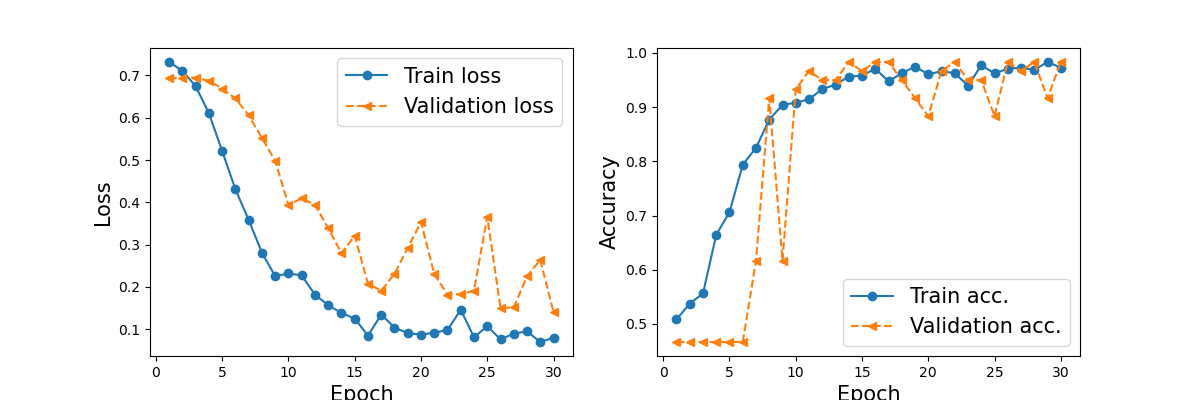 0.7
0.6
0.5
0.4
0.3
0.2
0.1
Loss
0 5 10 15 20 25 30
Epoch
Train loss
Validation loss
1.0
0.9
0.8
0.7
0.6
0.5
Accuracy
0 5 10 15 20 25 30
Epoch
Train acc.
Validation acc.